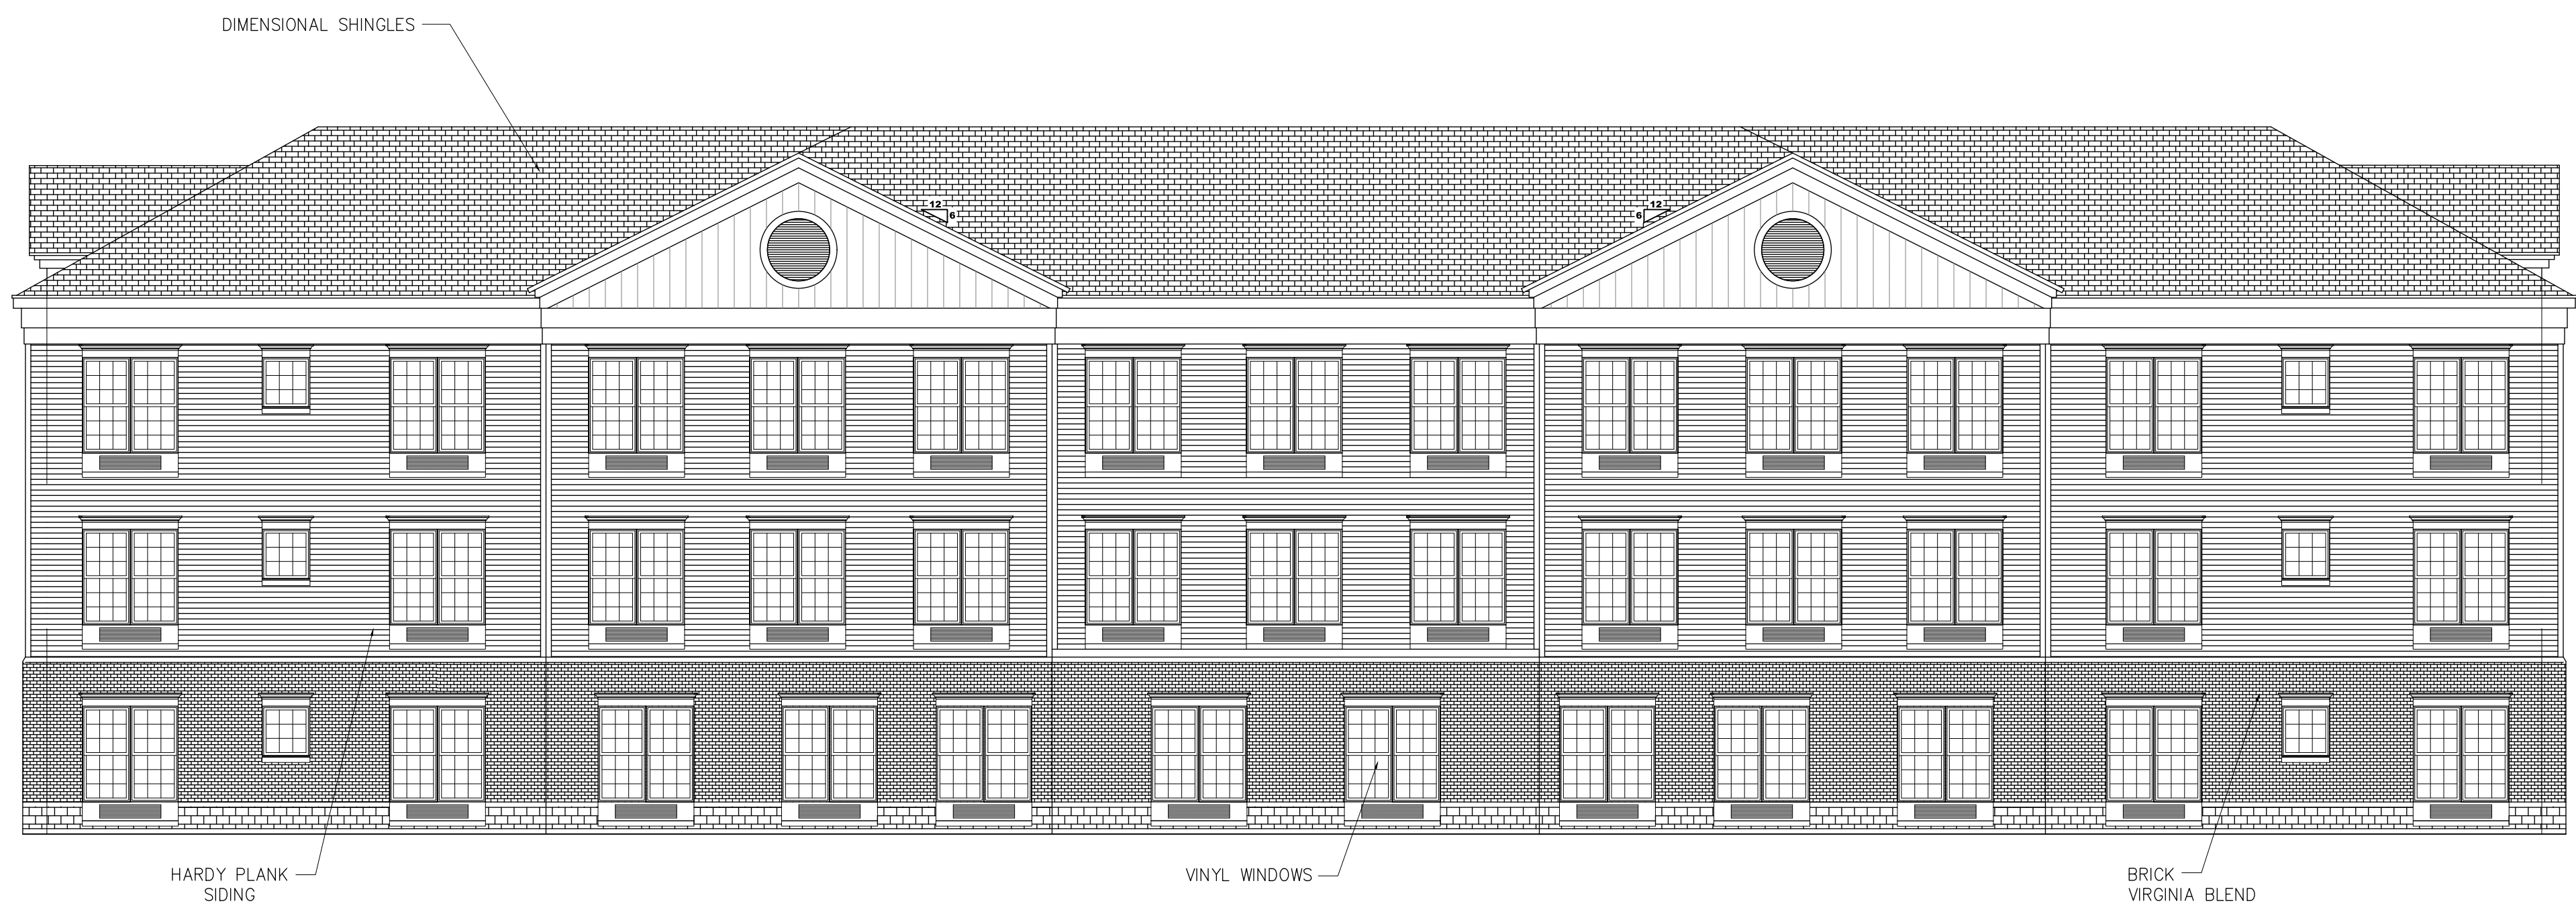 DIMENSIONAL SHINGLES
12
6
12
6
HARDY PLANK
SIDING
VINYL WINDOWS
BRICK
VIRGINIA BLEND